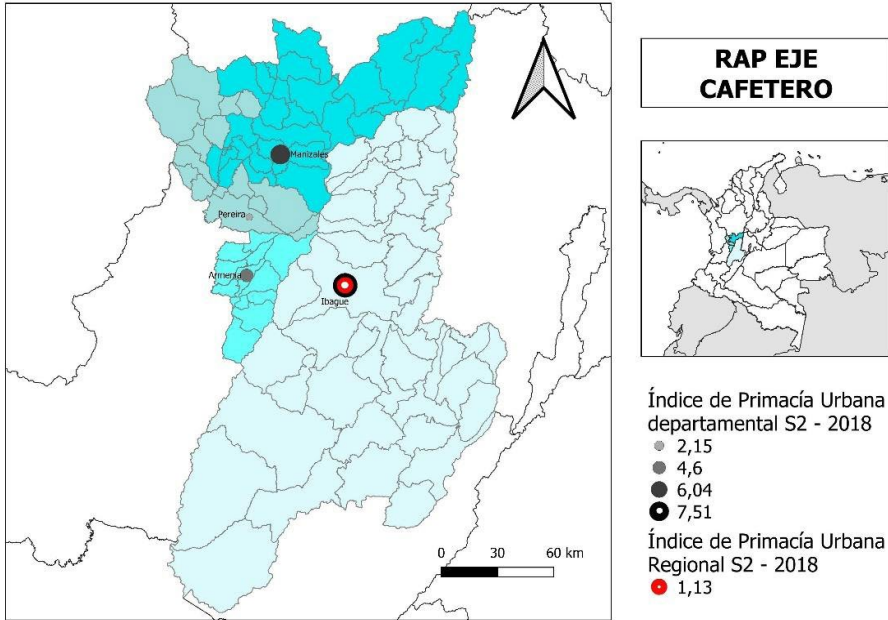 RAP EJE
CAFETERO
Manizales
Pereira
Armenia
Ibague
0 30 60 km
Índice de Primacía Urbana
departamental S2 - 2018
2,15
4,6
6,04
7,51
Índice de Primacía Urbana
Regional S2 - 2018
1,13